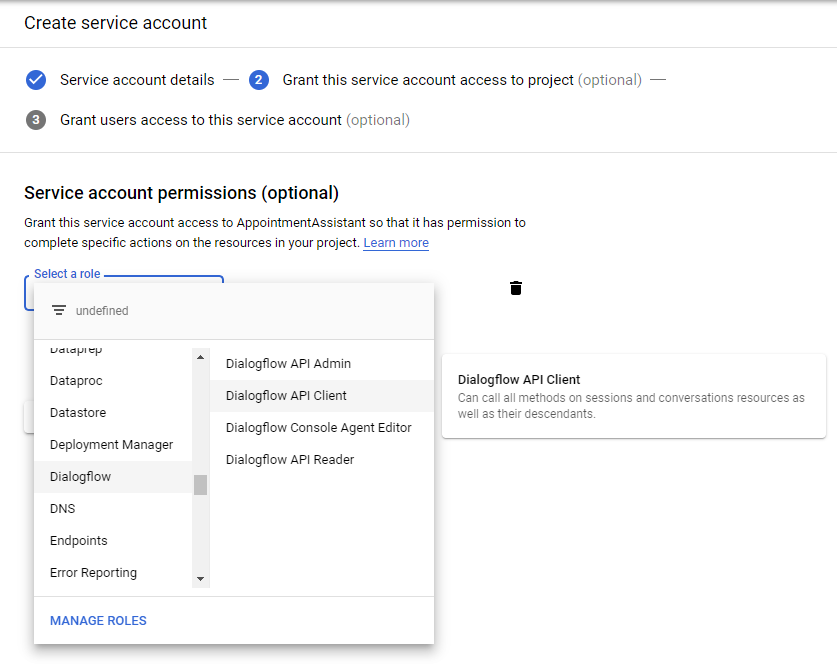 Create service account
Service account details
2 Grant this service account access to project (optional)
3 Grant users access to this service account (optional)
Service account permissions (optional)
Grant this service account access to AppointmentAssistant so that it has permission to
complete specific actions on the resources in your project. Learn more
Select a role
undefined
Dataprep
Dataproc
Datastore
Deployment Manager
Dialogflow
DNS
Endpoints
Error Reporting
Dialogflow API Admin
Dialogflow API Client
Dialogflow Console Agent Editor
Dialogflow API Reader
MANAGE ROLES
Dialogflow API Client
Can call all methods on sessions and conversations resources as
well as their descendants.